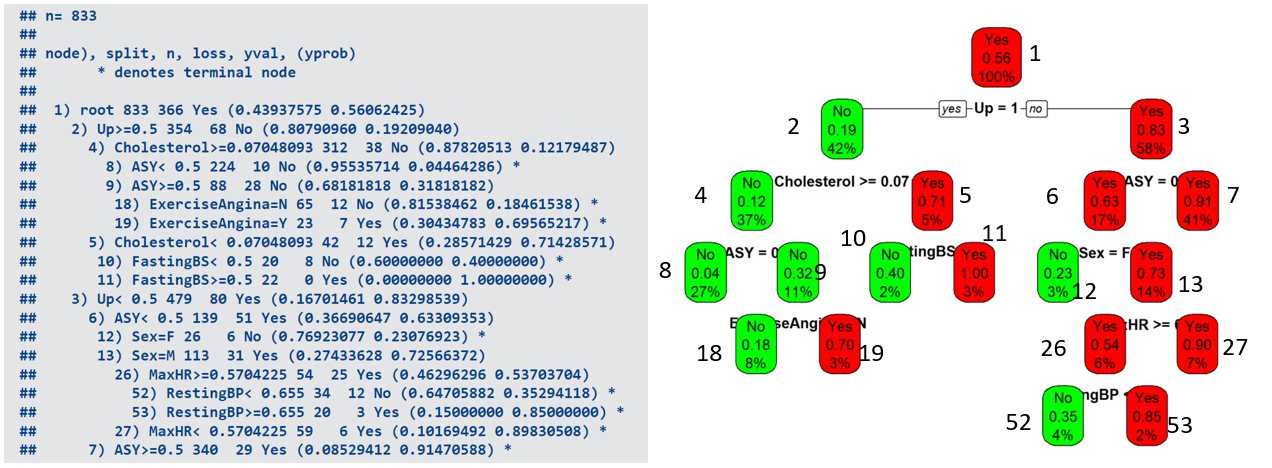 ## n= 833
##
## node), split, n, loss, yval, (yprob)
##       * denotes terminal node
##
##  1) root 833 366 Yes (0.43937575 0.56062425)
##    2) Up>=0.5 354  68 No (0.80790960 0.19209040)
##      4) Cholesterol>=0.07048093 312  38 No (0.87820513 0.12179487)
##        8) ASY< 0.5 224  10 No (0.95535714 0.04464286) *
##        9) ASY>=0.5 88  28 No (0.68181818 0.31818182)
##         18) ExerciseAngina=N 65  12 No (0.81538462 0.18461538) *
##         19) ExerciseAngina=Y 23   7 Yes (0.30434783 0.69565217) *
##      5) Cholesterol< 0.07048093 42  12 Yes (0.28571429 0.71428571)
##       10) FastingBS< 0.5 20   8 No (0.60000000 0.40000000) *
##       11) FastingBS>=0.5 22   0 Yes (0.00000000 1.00000000) *
##    3) Up< 0.5 479  80 Yes (0.16701461 0.83298539)
##      6) ASY< 0.5 139  51 Yes (0.36690647 0.63309353)
##       12) Sex=F 26   6 No (0.76923077 0.23076923) *
##       13) Sex=M 113  31 Yes (0.27433628 0.72566372)
##         26) MaxHR>=0.5704225 54  25 Yes (0.46296296 0.53703704)
##           52) RestingBP< 0.655 34  12 No (0.64705882 0.35294118) *
##           53) RestingBP>=0.655 20   3 Yes (0.15000000 0.85000000) *
##         27) MaxHR< 0.5704225 59   6 Yes (0.10169492 0.89830508) *
##      7) ASY>=0.5 340  29 Yes (0.08529412 0.91470588) *
Yes
0.56
100%
1
yes Up = 1 no
2
No
0.19
42%
Yes
0.83
58%
3
4
No
0.12
37%
Cholesterol >= 0.07
Yes
0.71
5%
5
6
Yes
0.63
17%
ASY = 0
Yes
0.91
41%
7
8
No
0.04
27%
ASY = 0
No
0.32
11%
9
10
No
0.40
2%
stingBS
Yes
1.00
3%
11
No
0.23
3%
12
Sex = F
Yes
0.73
14%
13
18
No
0.18
8%
seAngin
N
Yes
0.70
3%
19
26
Yes
0.54
6%
HR >=
Yes
0.90
7%
27
52
No
0.35
4%
ngBP <
Yes
0.85
2%
53